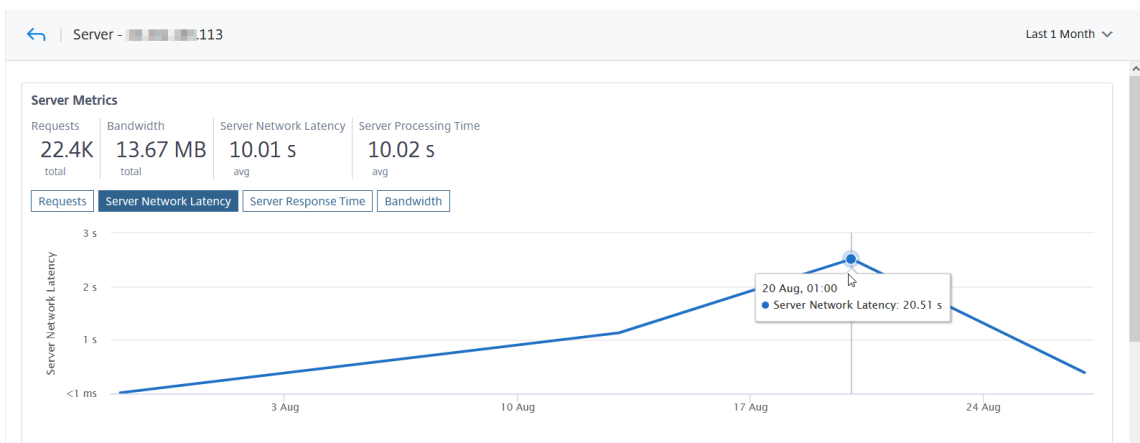 Server - .113
Last 1 Month
Server Metrics
Requests Bandwidth Server Network Latency Server Processing Time
22.4K 13.67 MB 10.01 s 10.02 s
total total avg avg
Requests Server Network Latency Server Response Time Bandwidth
Server Network Latency
3 s
2 s
1 s
<1 ms
20 Aug, 01:00
Server Network Latency: 20.51 s
3 Aug 10 Aug 17 Aug 24 Aug